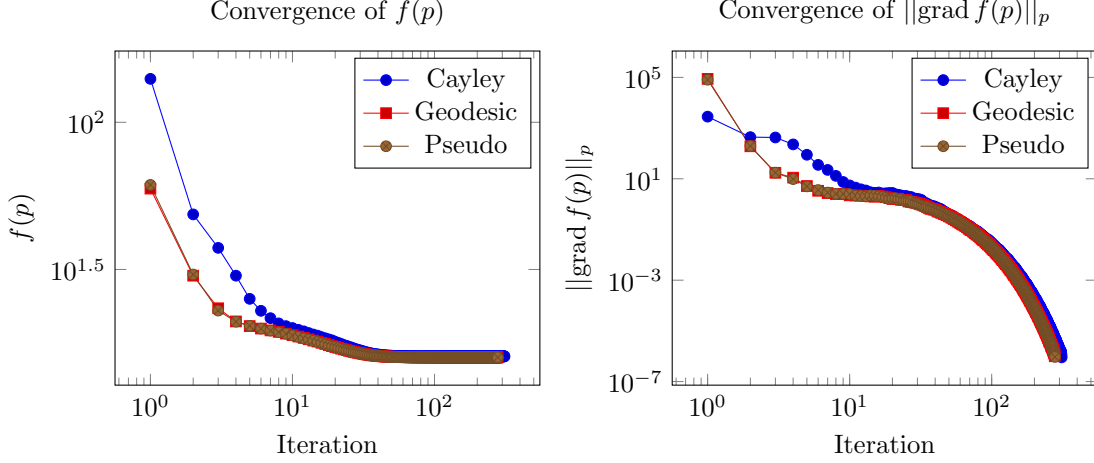 Convergence of f(p)
10^2
10^1.5
f(p)
Cayley
Geodesic
Pseudo
10^0
10^1
10^2
Iteration
Convergence of ||grad f(p)||_p
10^5
10^1
10^−3
10^−7
||grad f(p)||_p
Cayley
Geodesic
Pseudo
10^0
10^1
10^2
Iteration